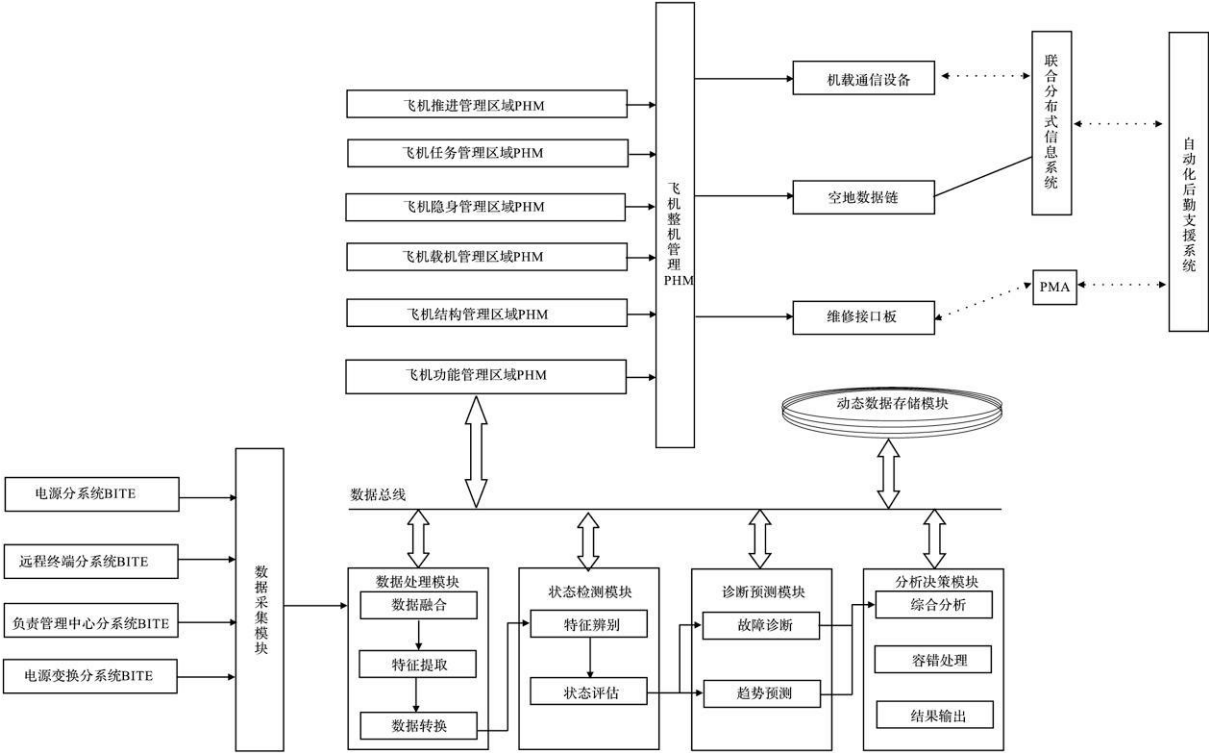 飞机推进管理区域PHM
飞机任务管理区域PHM
飞机隐身管理区域PHM
飞机载机管理区域PHM
飞机结构管理区域PHM
飞机功能管理区域PHM
飞机整机管理PHM
机载通信设备
空地数据链
维修接口板
联合分布式信息系统
PMA
自动化后勤支援系统
动态数据存储模块
数据总线
电源分系统BITE
远程终端分系统BITE
负责管理中心分系统BITE
电源变换分系统BITE
数据采集模块
数据处理模块
数据融合
特征提取
数据转换
状态检测模块
特征辨别
状态评估
诊断预测模块
故障诊断
趋势预测
分析决策模块
综合分析
容错处理
结果输出